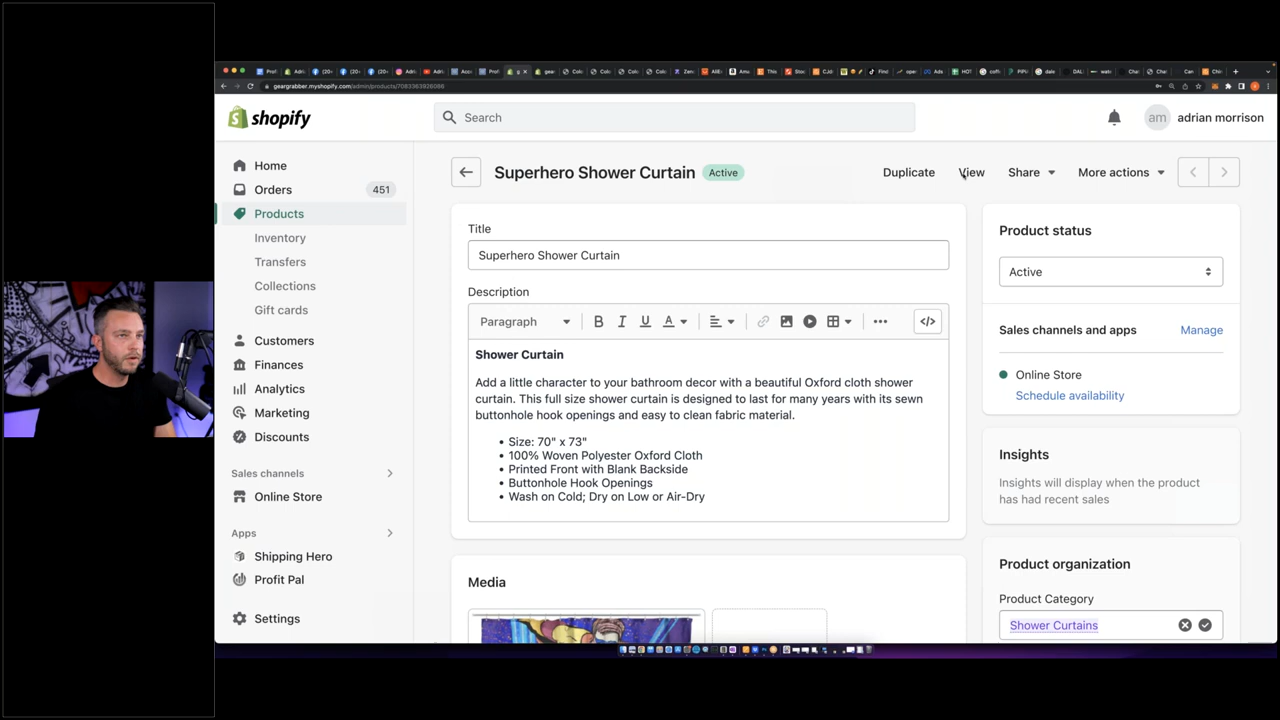 geargrabber.myshopify.com/admin/products/7083363926066
shopify
Search
am
adrian morrison
Home
Orders
451
Products
Inventory
Transfers
Collections
Gift cards
Customers
Finances
Analytics
Marketing
Discounts
Sales channels
Online Store
Apps
Shipping Hero
Profit Pal
Settings
Superhero Shower Curtain
Active
Duplicate
View
Share
More actions
Title
Superhero Shower Curtain
Description
Paragraph
B
I
U
A
</>
Shower Curtain
Add a little character to your bathroom decor with a beautiful Oxford cloth shower
curtain. This full size shower curtain is designed to last for many years with its sewn
buttonhole hook openings and easy to clean fabric material.
• Size: 70" x 73"
• 100% Woven Polyester Oxford Cloth
• Printed Front with Blank Backside
• Buttonhole Hook Openings
• Wash on Cold; Dry on Low or Air-Dry
Media
Product status
Active
Sales channels and apps
Manage
Online Store
Schedule availability
Insights
Insights will display when the product
has had recent sales
Product organization
Product Category
Shower Curtains